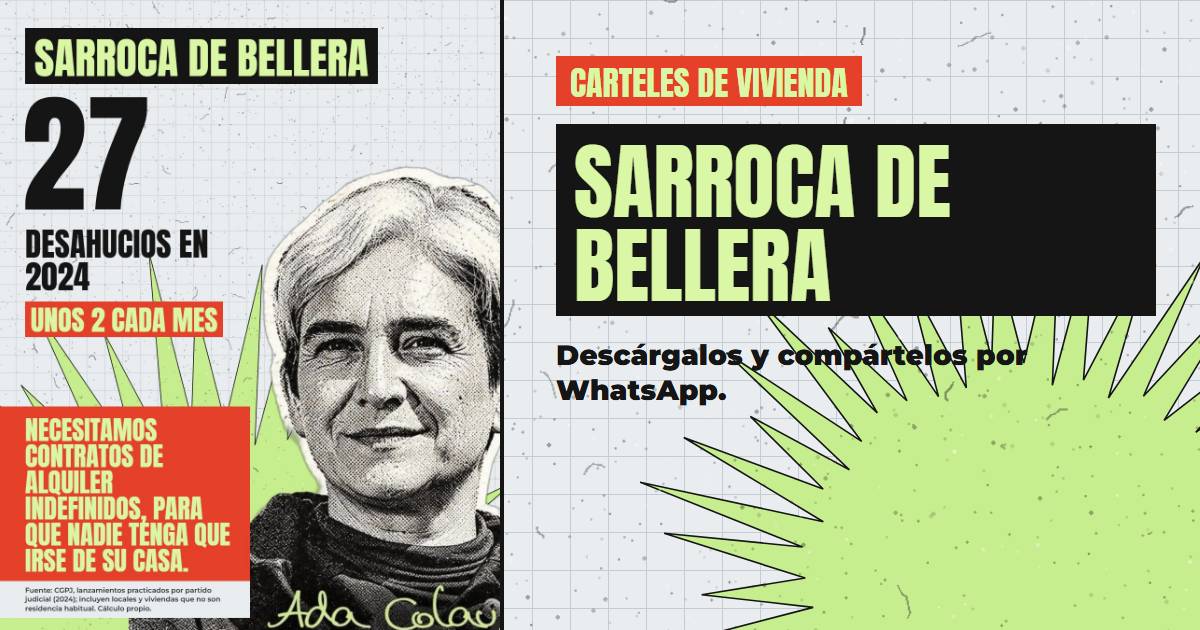 SARROCA DE BELLERA
27
DESAHUCIOS EN
2024
UNOS 2 CADA MES
NECESITAMOS
CONTRATOS DE
ALQUILER
INDEFINIDOS, PARA
QUE NADIE TENGA QUE
IRSE DE SU CASA.
Fuente: CGPJ, lanzamientos practicados por partido
judicial (2024); incluyen locales y viviendas que no son
residencia habitual. Cálculo propio.
Ada Colau
CARTELES DE VIVIENDA
SARROCA DE
BELLERA
Descárgalos y compártelos por
WhatsApp.